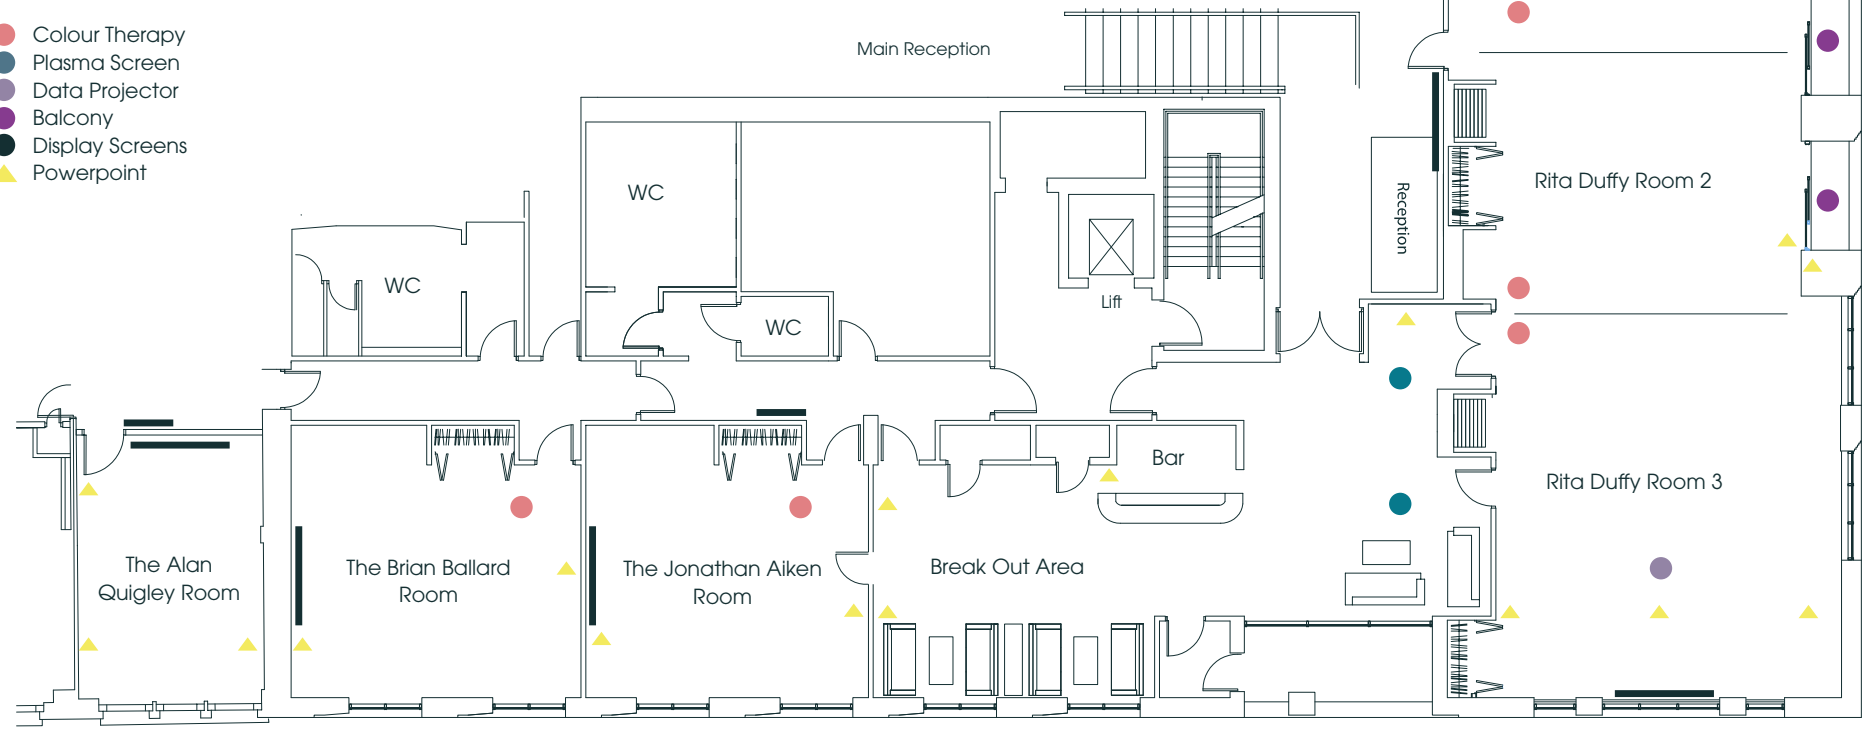 Colour Therapy
Plasma Screen
Data Projector
Balcony
Display Screens
Powerpoint
Main Reception
WC
WC
WC
Lift
Reception
Rita Duffy Room 2
Rita Duffy Room 3
Bar
The Alan
Quigley Room
The Brian Ballard
Room
The Jonathan Aiken
Room
Break Out Area